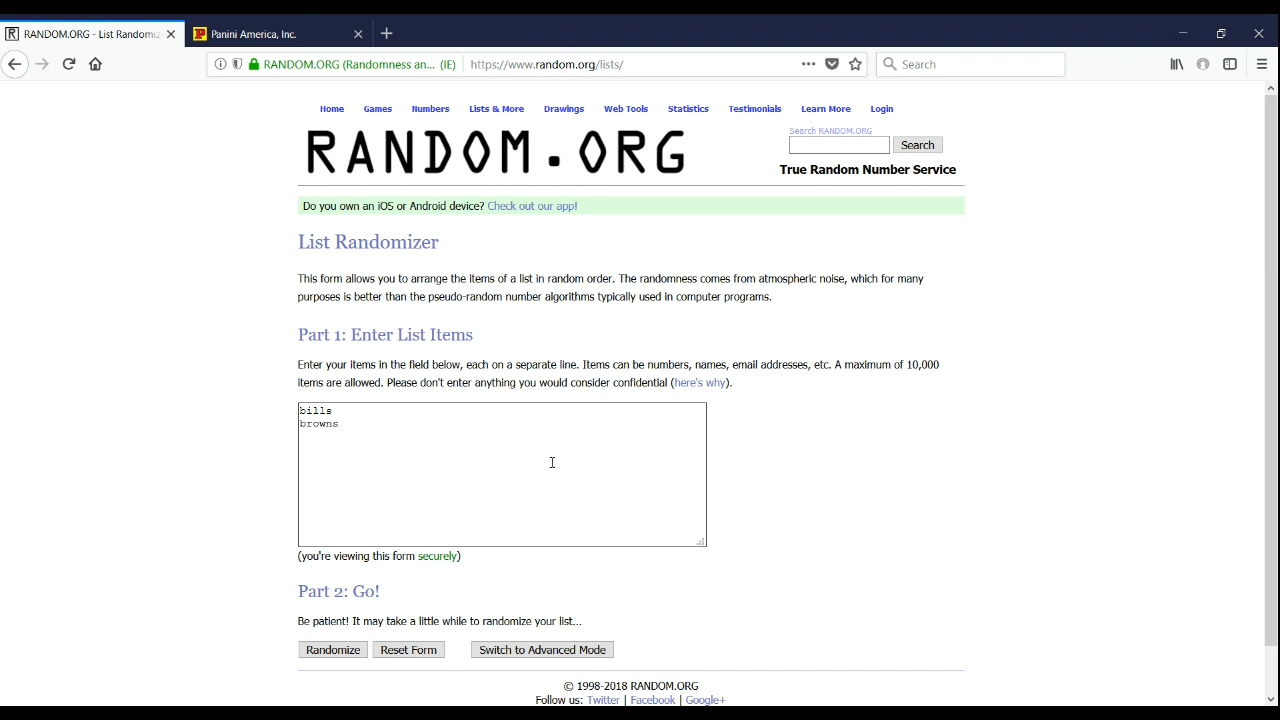 RANDOM.ORG - List Randomiz
Panini America, Inc.
RANDOM.ORG (Randomness an... (IE)
https://www.random.org/lists/
Search
Home Games Numbers Lists & More Drawings Web Tools Statistics Testimonials Learn More Login
RANDOM.ORG
Search RANDOM.ORG
Search
True Random Number Service
Do you own an iOS or Android device? Check out our app!
List Randomizer
This form allows you to arrange the items of a list in random order. The randomness comes from atmospheric noise, which for many
purposes is better than the pseudo-random number algorithms typically used in computer programs.
Part 1: Enter List Items
Enter your items in the field below, each on a separate line. Items can be numbers, names, email addresses, etc. A maximum of 10,000
items are allowed. Please don't enter anything you would consider confidential (here's why).
bills
browns
(you're viewing this form securely)
Part 2: Go!
Be patient! It may take a little while to randomize your list...
Randomize Reset Form Switch to Advanced Mode
© 1998-2018 RANDOM.ORG
Follow us: Twitter | Facebook | Google+